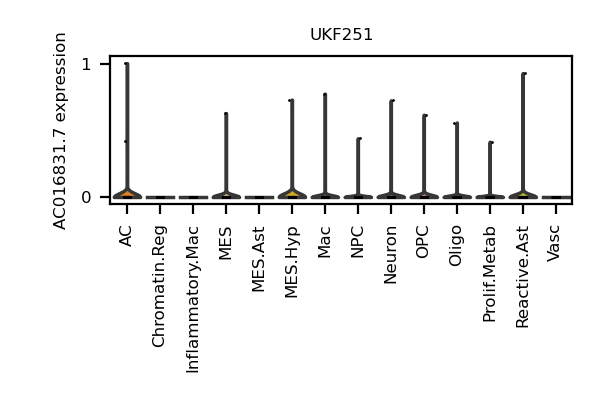 UKF251
AC016831.7 expression
1
0
AC
Chromatin.Reg
Inflammatory.Mac
MES
MES.Ast
MES.Hyp
Mac
NPC
Neuron
OPC
Oligo
Prolif.Metab
Reactive.Ast
Vasc